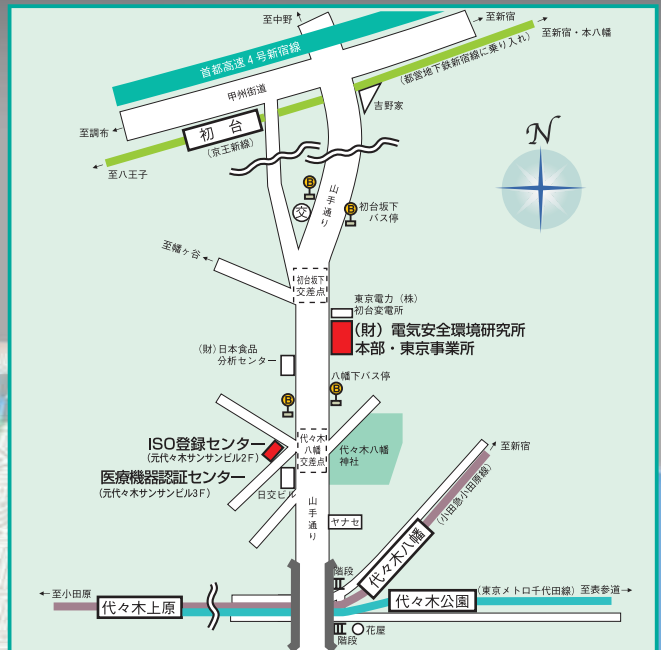 至中野
至新宿
至新宿・本八幡
首都高速4号新宿線
(都営地下鉄新宿線に乗り入れ)
甲州街道
吉野家
至調布
初台
(京王新線)
至八王子
N
B
交
山手通り
B
初台坂下
バス停
至幡ヶ谷
初台坂下
交差点
東京電力(株)
初台変電所
(財)電気安全環境研究所
本部・東京事業所
(財)日本食品
分析センター
八幡下バス停
B
B
ISO登録センター
(元代々木サンサンビル2F)
代々木
八幡
交差点
代々木八幡
神社
至新宿
医療機器認証センター
(元代々木サンサンビル3F)
日交ビル
山手通り
ヤナセ
(小田急小田原線)
代々木八幡
階段
至小田原
代々木上原
代々木公園
(東京メトロ千代田線)
至表参道
花屋
階段